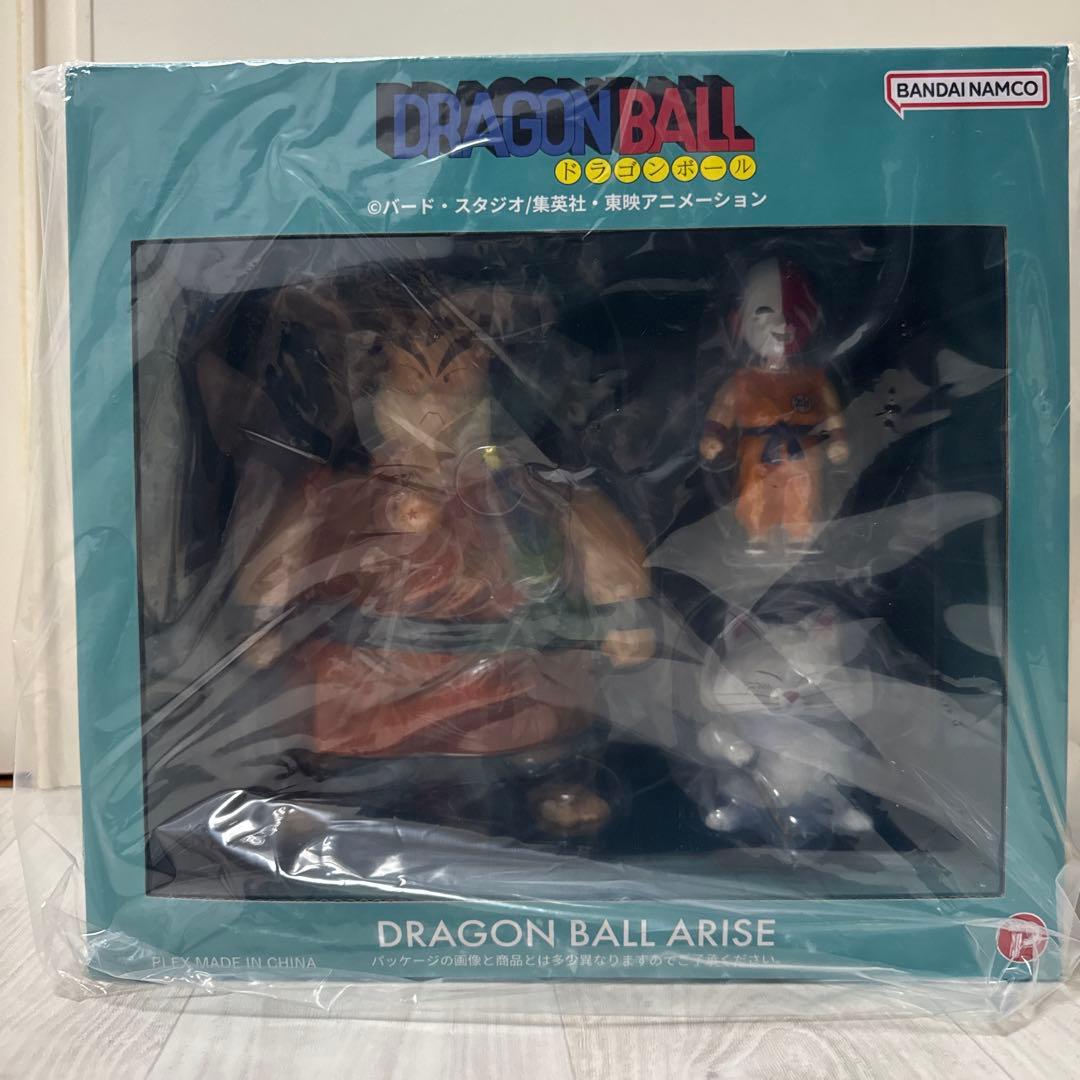 DRAGON BALL
BANDAI NAMCO
ドラゴンボール
©バード・スタジオ/集英社・東映アニメーション
DRAGON BALL ARISE
PLEX MADE IN CHINA
パッケージの画像と商品とは多少異なりますのでご了承ください。